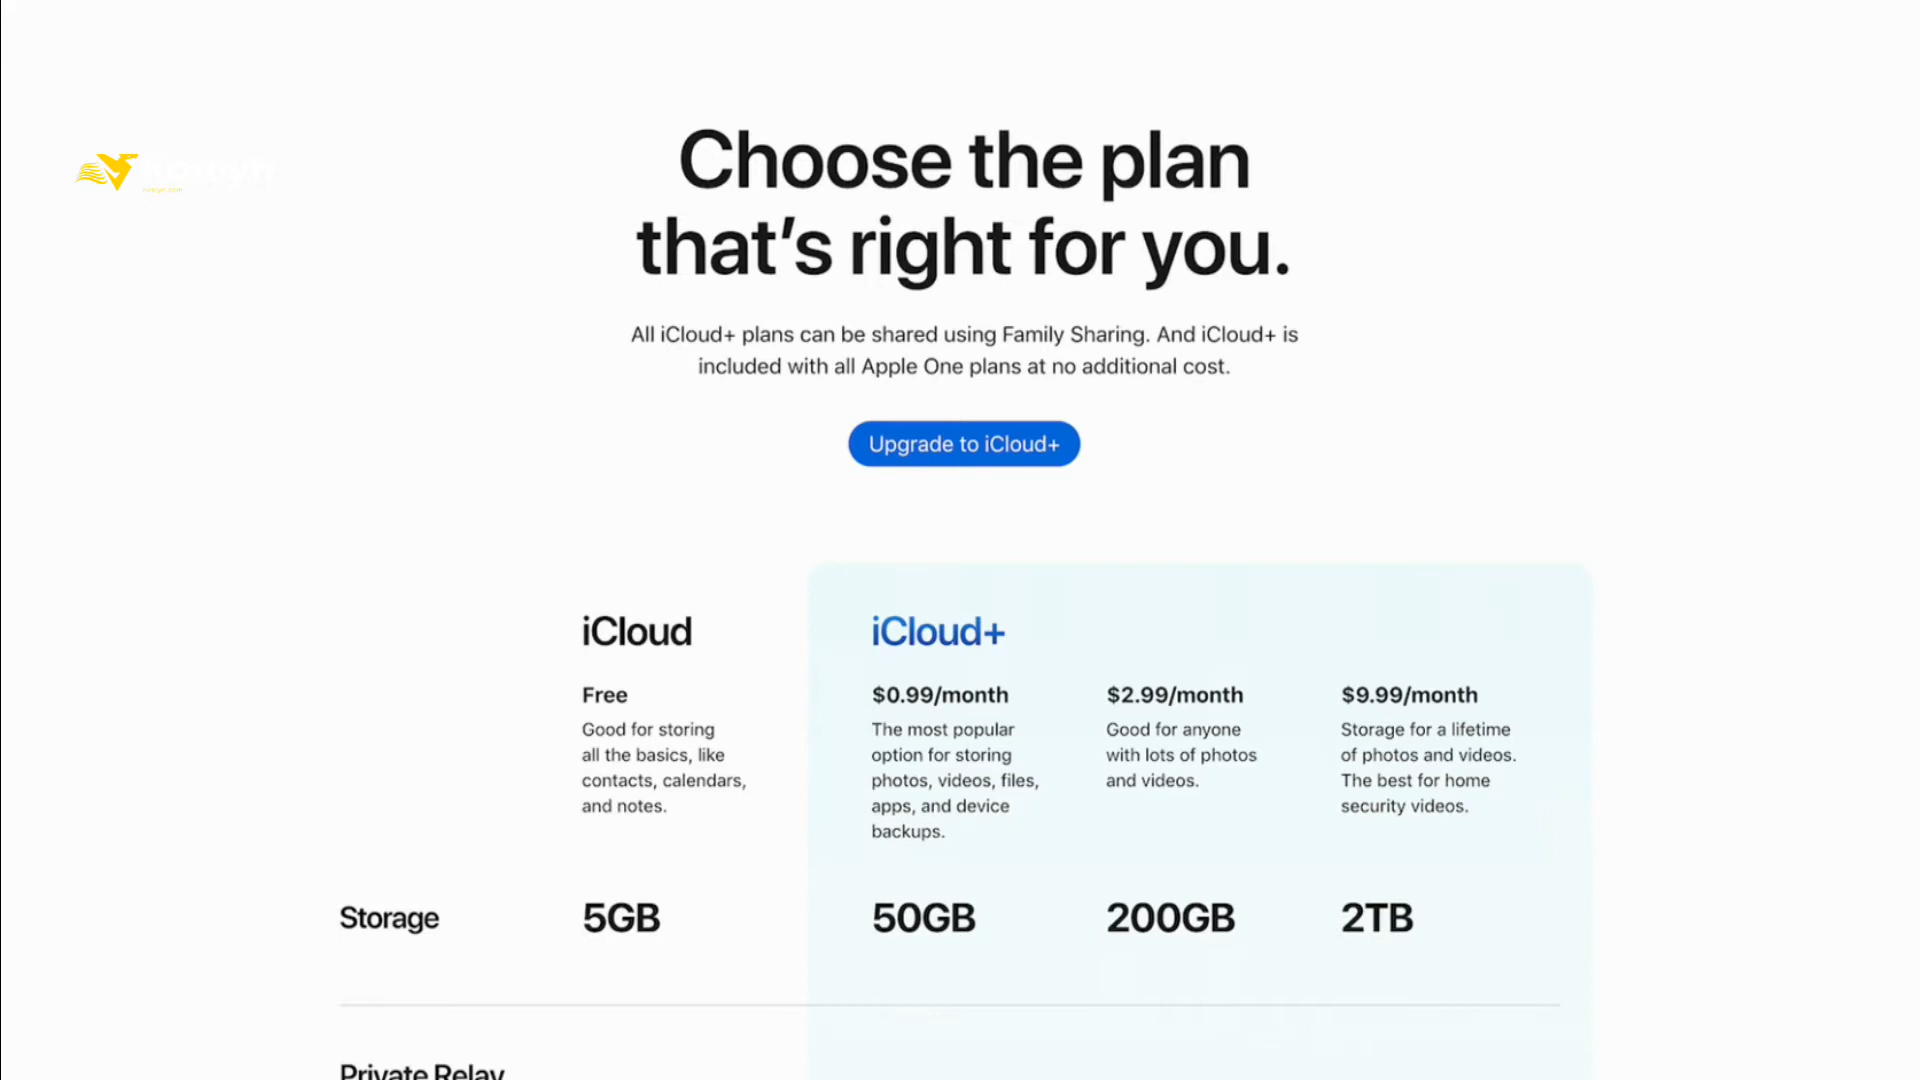 Choose the plan
that’s right for you.
All iCloud+ plans can be shared using Family Sharing. And iCloud+ is
included with all Apple One plans at no additional cost.
Upgrade to iCloud+
iCloud
iCloud+
Free
$0.99/month
$2.99/month
$9.99/month
Good for storing
all the basics, like
contacts, calendars,
and notes.
The most popular
option for storing
photos, videos, files,
apps, and device
backups.
Good for anyone
with lots of photos
and videos.
Storage for a lifetime
of photos and videos.
The best for home
security videos.
Storage
5GB
50GB
200GB
2TB
Private Relay